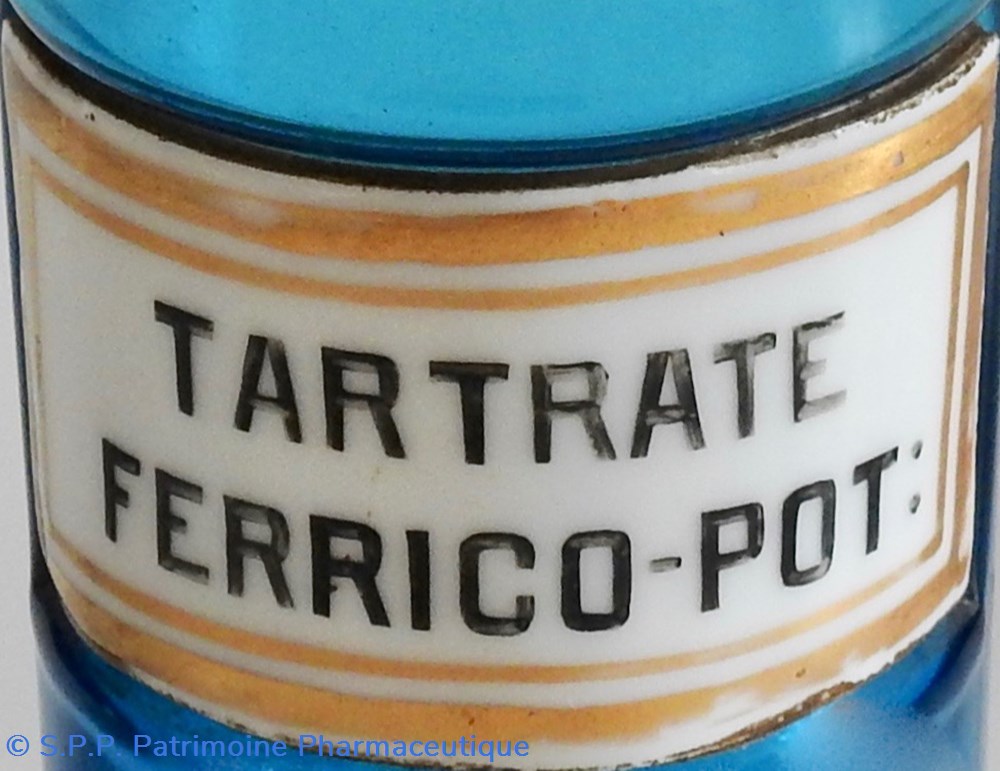 TARTRATE
FERRICO-POT:
© S.P.P. Patrimoine Pharmaceutique